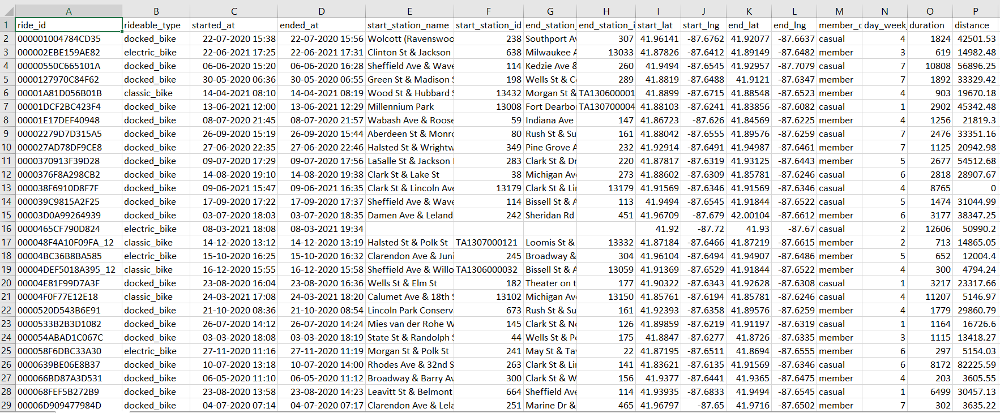 A B C D E F G H I J K L M N O P
1 ride_id rideable_type started_at ended_at start_station_name start_station_id end_station_ end_station_i start_lat start_lng end_lat end_lng member_c day_week_ duration distance
2 000001004784CD35 docked_bike 22-07-2020 15:38 22-07-2020 15:56 Wolcott (Ravenswoo 238 Southport Av 307 41.96141 -87.6762 41.92077 -87.6637 casual 4 1824 42501.53
3 000002EBE159AE82 electric_bike 22-06-2021 17:25 22-06-2021 17:31 Clinton St & Jackson 638 Milwaukee A 13033 41.87826 -87.6412 41.89149 -87.6482 member 3 619 14982.48
4 00000550C665101A docked_bike 06-06-2020 15:20 06-06-2020 16:28 Sheffield Ave & Wave 114 Kedzie Ave & 260 41.9494 -87.6545 41.92957 -87.7079 casual 7 10808 56896.25
5 0000127970C84F62 docked_bike 30-05-2020 06:36 30-05-2020 06:55 Green St & Madison S 198 Wells St & C 289 41.8819 -87.6488 41.9121 -87.6347 member 7 1892 33329.42
6 00001A81D056B01B classic_bike 14-04-2021 08:10 14-04-2021 08:19 Wood St & Hubbard S 13432 Morgan St & TA130600001 41.8899 -87.6715 41.88548 -87.6523 member 4 903 19670.18
7 00001DCF2BC423F4 docked_bike 13-06-2021 12:00 13-06-2021 12:29 Millennium Park 13008 Fort Dearbo TA130700004 41.88103 -87.6241 41.83856 -87.6082 casual 1 2902 45342.48
8 00001E17DEF40948 docked_bike 08-07-2020 21:45 08-07-2020 21:57 Wabash Ave & Roose 59 Indiana Ave 147 41.86723 -87.626 41.84569 -87.6225 member 4 1256 21819.3
9 00002279D7D315A5 docked_bike 26-09-2020 15:19 26-09-2020 15:44 Aberdeen St & Monro 80 Rush St & Su 161 41.88042 -87.6555 41.89576 -87.6259 casual 7 2476 33351.16
10 000027AD78DF9CE8 docked_bike 27-06-2020 22:35 27-06-2020 22:46 Halsted St & Wrightw 349 Pine Grove A 232 41.92914 -87.6491 41.94987 -87.6461 member 7 1125 20942.98
11 0000370913F39D28 docked_bike 09-07-2020 17:29 09-07-2020 17:56 LaSalle St & Jackson 283 Clark St & Dr 220 41.87817 -87.6319 41.93125 -87.6443 member 5 2677 54512.68
12 0000376F8A298CB2 docked_bike 14-08-2020 19:10 14-08-2020 19:38 Clark St & Lake St 38 Michigan Av 273 41.88602 -87.6309 41.85781 -87.6246 casual 6 2818 28907.67
13 000038F6910D8F7F docked_bike 09-06-2021 15:47 09-06-2021 16:35 Clark St & Lincoln Ave 13179 Clark St & Li 13179 41.91569 -87.6346 41.91569 -87.6346 casual 4 8765 0
14 000039C9815A2F25 docked_bike 17-09-2020 17:22 17-09-2020 17:37 Sheffield Ave & Wave 114 Bissell St & A 113 41.9494 -87.6545 41.91844 -87.6522 casual 5 1474 31044.99
15 00003D0A99264939 docked_bike 03-07-2020 18:03 03-07-2020 18:35 Damen Ave & Leland 242 Sheridan Rd 451 41.96709 -87.679 42.00104 -87.6612 member 6 3177 38347.25
16 0000465CF790D824 electric_bike 08-03-2021 18:08 08-03-2021 19:34 41.92 -87.72 41.93 -87.67 casual 2 12606 50990.2
17 000048F4A10F09FA_12 classic_bike 14-12-2020 13:12 14-12-2020 13:19 Halsted St & Polk St TA1307000121 Loomis St & 13332 41.87184 -87.6466 41.87219 -87.6615 member 2 713 14865.05
18 00004BC36B8BA585 electric_bike 15-10-2020 16:25 15-10-2020 16:32 Clarendon Ave & Juni 245 Broadway & 304 41.96104 -87.6494 41.94907 -87.6486 member 5 652 12004.4
19 00004DEF5018A395_12 classic_bike 16-12-2020 15:55 16-12-2020 15:58 Sheffield Ave & Willo TA1306000032 Bissell St & A 13059 41.91369 -87.6529 41.91844 -87.6522 member 4 300 4794.24
20 00004E81F99D7A3F docked_bike 23-08-2020 16:04 23-08-2020 16:36 Wells St & Elm St 182 Theater on t 177 41.90322 -87.6343 41.92628 -87.6308 casual 1 3217 23317.66
21 00004F0F77E12E18 classic_bike 24-03-2021 17:08 24-03-2021 18:20 Calumet Ave & 18th S 13102 Michigan Av 13150 41.85761 -87.6194 41.85781 -87.6246 casual 4 11207 5146.97
22 0000520D543B6E91 docked_bike 21-10-2020 08:36 21-10-2020 08:54 Lincoln Park Conserv 673 Rush St & Su 161 41.92393 -87.6358 41.89576 -87.6259 member 4 1779 29860.79
23 0000533B2B3D1082 docked_bike 26-07-2020 14:12 26-07-2020 14:24 Mies van der Rohe W 145 Clark St & No 126 41.89859 -87.6219 41.91197 -87.6319 casual 1 1164 16726.6
24 000054ABAD1C067C docked_bike 03-03-2020 18:08 03-03-2020 18:19 State St & Randolph S 44 Wells St & Po 175 41.8847 -87.6277 41.8726 -87.6335 member 3 1115 13418.27
25 000058F6DBC33A30 electric_bike 27-11-2020 11:16 27-11-2020 11:19 Morgan St & Polk St 241 May St & Tay 22 41.87195 -87.6511 41.8694 -87.6555 member 6 297 5154.03
26 0000639BE06E8B37 docked_bike 10-07-2020 13:18 10-07-2020 14:00 Rhodes Ave & 32nd S 263 Clark St & Li 141 41.83621 -87.6135 41.91569 -87.6346 casual 6 8172 82225.59
27 000066BD87A3D531 docked_bike 06-05-2020 11:10 06-05-2020 11:12 Broadway & Barry Av 300 Clark St & W 156 41.9377 -87.6441 41.9365 -87.6475 member 4 203 3605.55
28 000068FEF5B272B9 docked_bike 23-08-2020 13:58 23-08-2020 14:23 Leavitt St & Belmont 664 Sheffield Ave 114 41.93935 -87.6833 41.9494 -87.6545 casual 1 6499 30457.13
29 00006D909477984D docked_bike 04-07-2020 07:14 04-07-2020 07:17 Clarendon Ave & Lela 251 Marine Dr & 465 41.96797 -87.65 41.9716 -87.6502 member 7 302 3635.22